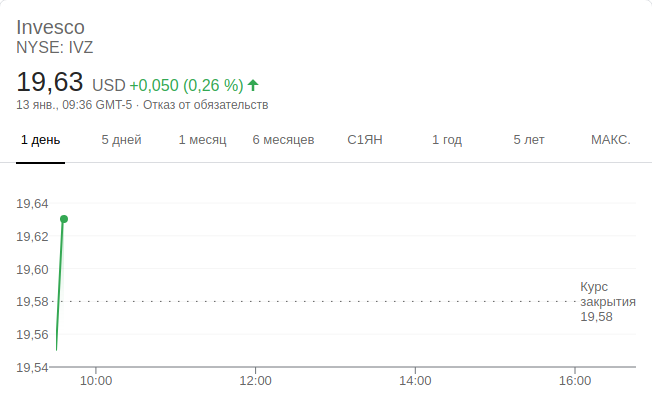 Invesco
NYSE: IVZ
19,63 USD +0,050 (0,26 %)
13 янв., 09:36 GMT-5 · Отказ от обязательств
1 день 5 дней 1 месяц 6 месяцев С1ЯН 1 год 5 лет МАКС.
19,64
19,62
19,60
19,58
19,56
19,54
Курс
закрытия
19,58
10:00 12:00 14:00 16:00